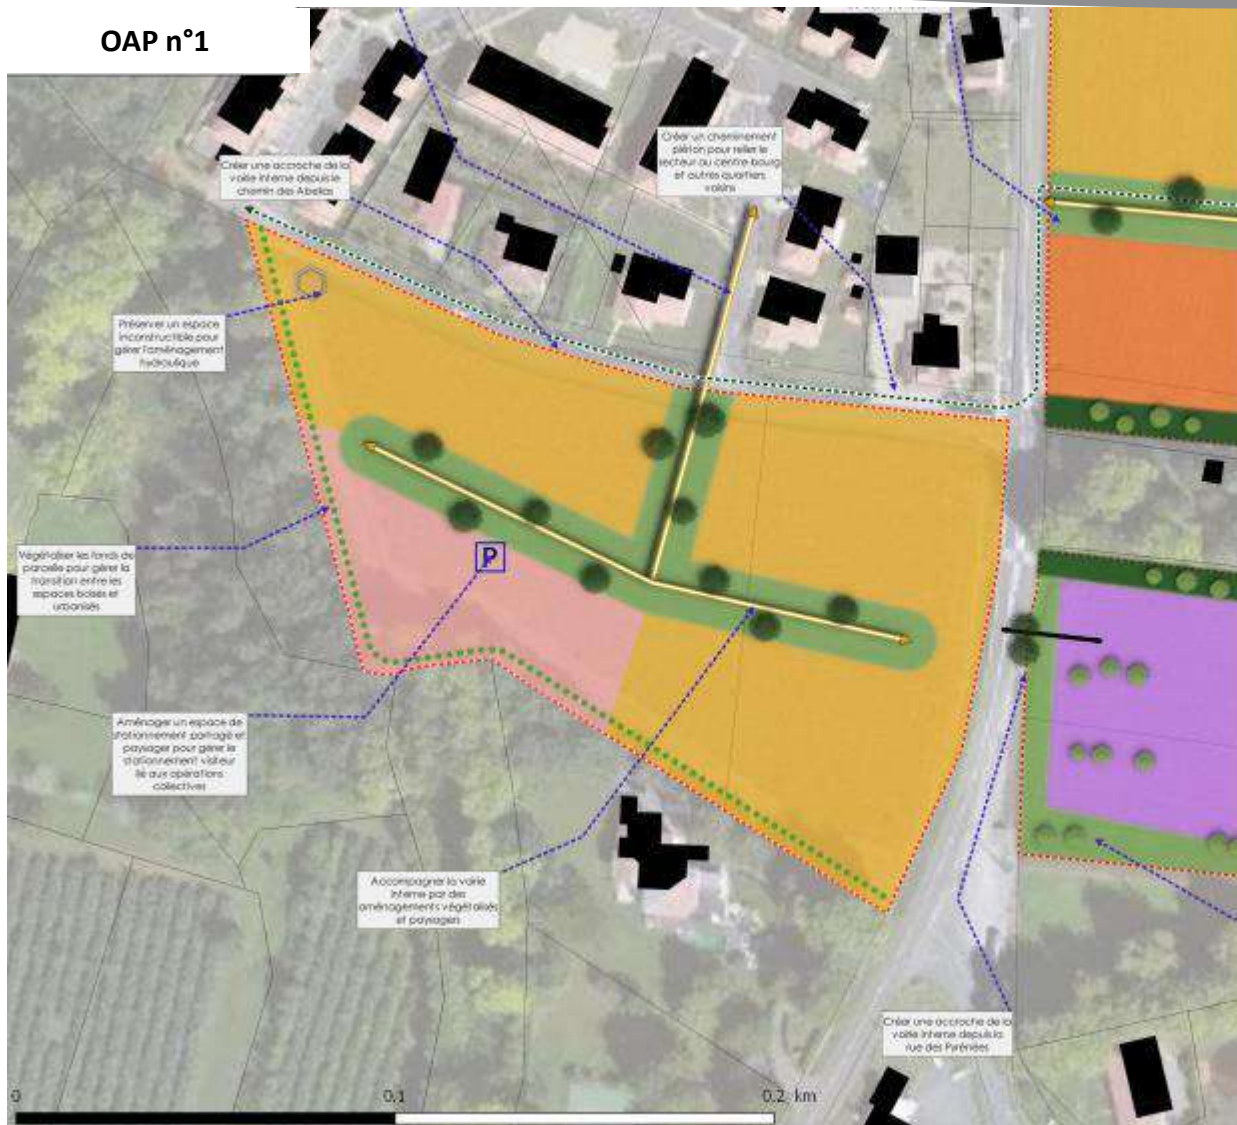 OAP n°1
Créer une accroche de la
voirie interne depuis le
chemin des Abelios
Créer un cheminement
piéton pour relier le
secteur au centre-bourg
et autres quartiers
voisins
Préserver un espace
inconstructible pour
gérer l'aménagement
hydraulique
Végétaliser les fonds de
parcelle pour gérer la
transition entre les
espaces boisés et
urbanisés
P
Aménager un espace de
stationnement partagé et
paysager pour gérer le
stationnement visiteur
lié aux opérations
collectives
Accompagner la voirie
interne par des
aménagements végétalisés
et paysagers
Créer une accroche de la
voirie interne depuis la
rue des Pyrénées
0 0.1 0.2 km